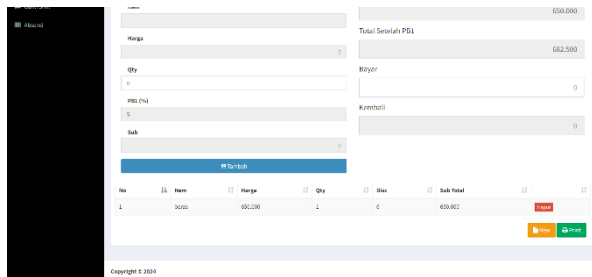 650.000
Absensi
Total Setelah PB1
Harga
682.500
0
Qty
Bayar
0
0
PB1 (%)
Kembali
5
0
Sub
0
Tambah
No Item Harga Qty Disc Sub Total
1 beras 650.000 1 0 650.000 Hapus
New Print
Copyright © 2024